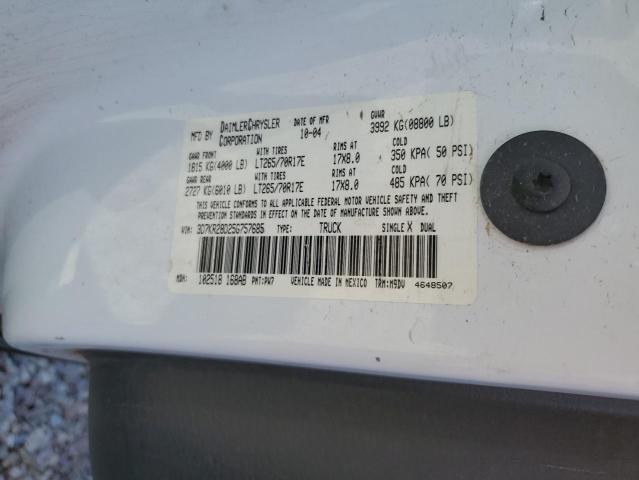 MFD BY DAIMLERCHRYSLER CORPORATION DATE OF MFR 10-04 GVWR 3992 KG(08800 LB)
GAWR FRONT WITH TIRES RIMS AT COLD
1815 KG(4000 LB) LT265/70R17E 17X8.0 350 KPA( 50 PSI)
GAWR REAR WITH TIRES RIMS AT COLD
2727 KG(6010 LB) LT265/70R17E 17X8.0 485 KPA( 70 PSI)
THIS VEHICLE CONFORMS TO ALL APPLICABLE FEDERAL MOTOR VEHICLE SAFETY AND THEFT
PREVENTION STANDARDS IN EFFECT ON THE DATE OF MANUFACTURE SHOWN ABOVE.
VIN: 3D7KR28D25G757685 TYPE: TRUCK SINGLE X DUAL
MDH: 102518 168AB PNT:PW7 VEHICLE MADE IN MEXICO TRM:M9DV 4648507